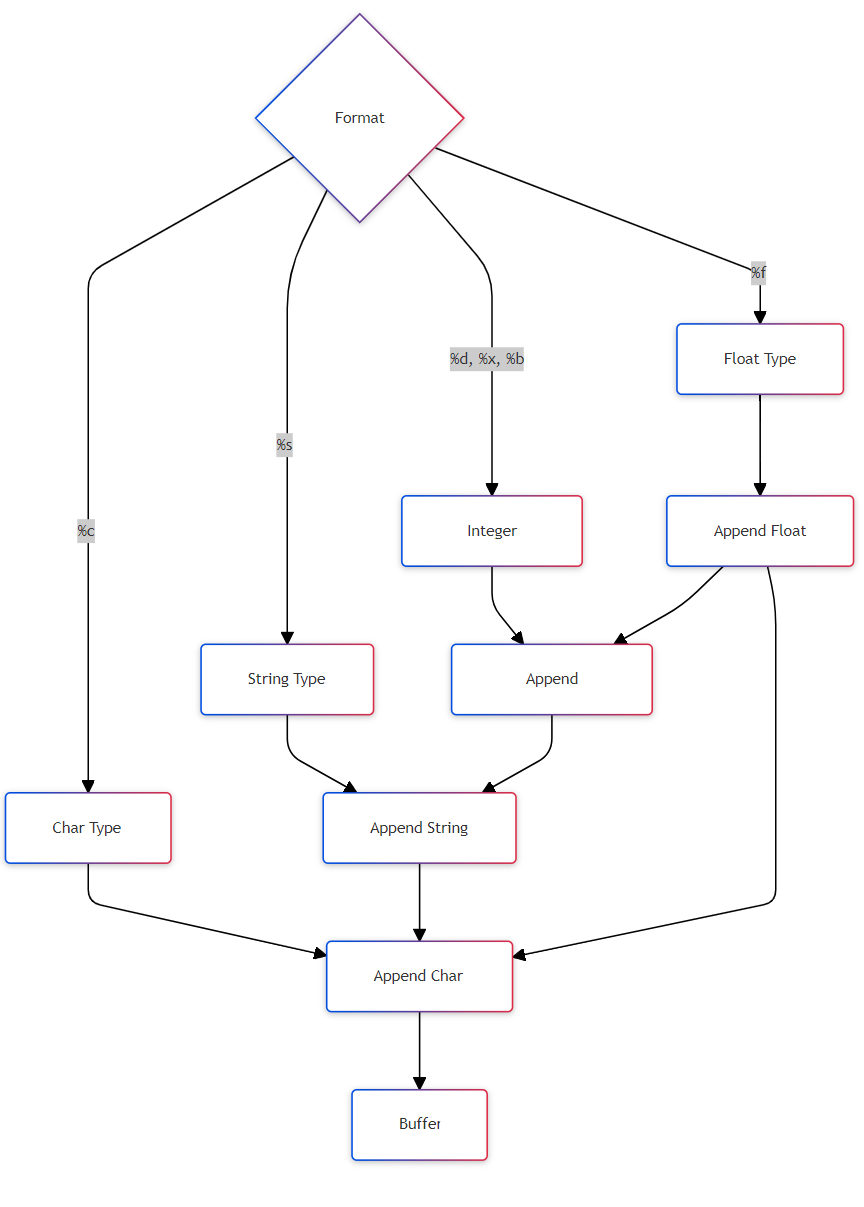 Format
%f
Float Type
%d, %x, %b
%s
%c
Integer
Append Float
String Type
Append
Char Type
Append String
Append Char
Buffer